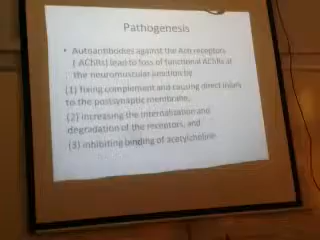 Pathogenesis
• Autoantibodies against the Ach receptors
( AChRs) lead to loss of functional AChRs at
the neuromuscular junction by
(1) fixing complement and causing direct injury
to the postsynaptic membrane,
(2) increasing the internalization and
degradation of the receptors, and
(3) inhibiting binding of acetylcholine